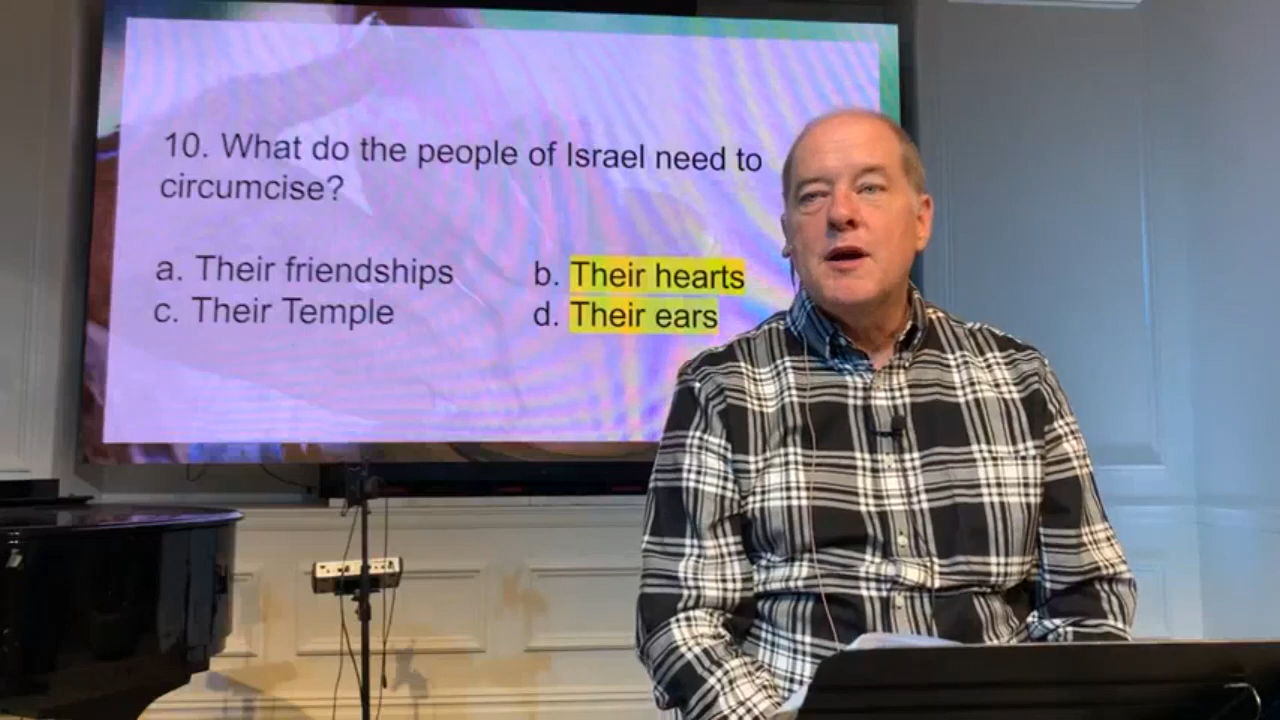 10. What do the people of Israel need to
circumcise?
a. Their friendships b. Their hearts
c. Their Temple d. Their ears